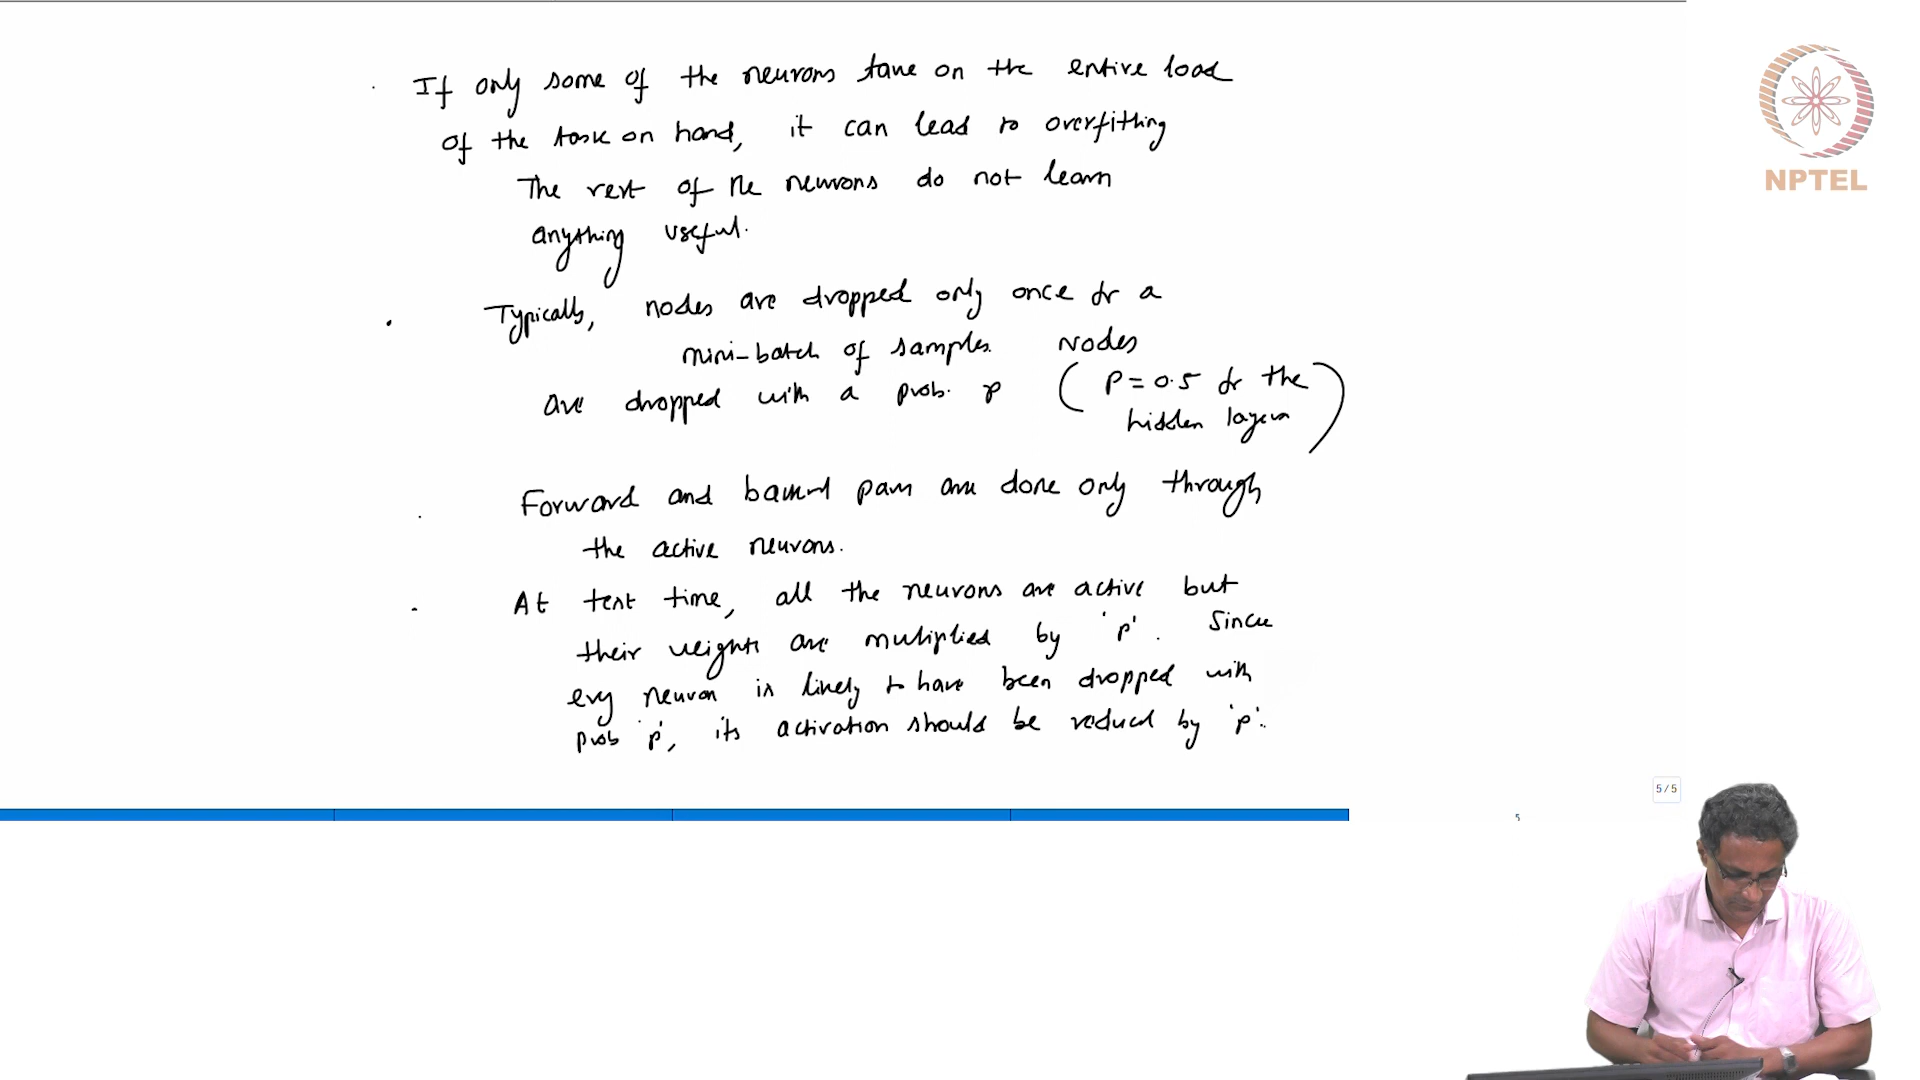 If only some of the neurons take on the entire load
of the task on hand, it can lead to overfitting
The rest of the neurons do not learn
anything useful.
Typically, nodes are dropped only once for a
mini-batch of samples. Nodes
are dropped with a prob. p ( P = 0.5 for the
hidden layers )
Forward and backward pass are done only through
the active neurons.
At test time, all the neurons are active but
their weights are multiplied by 'p'. Since
every neuron is likely to have been dropped with
prob 'p', its activation should be reduced by 'p'.
NPTEL
5 / 5
5